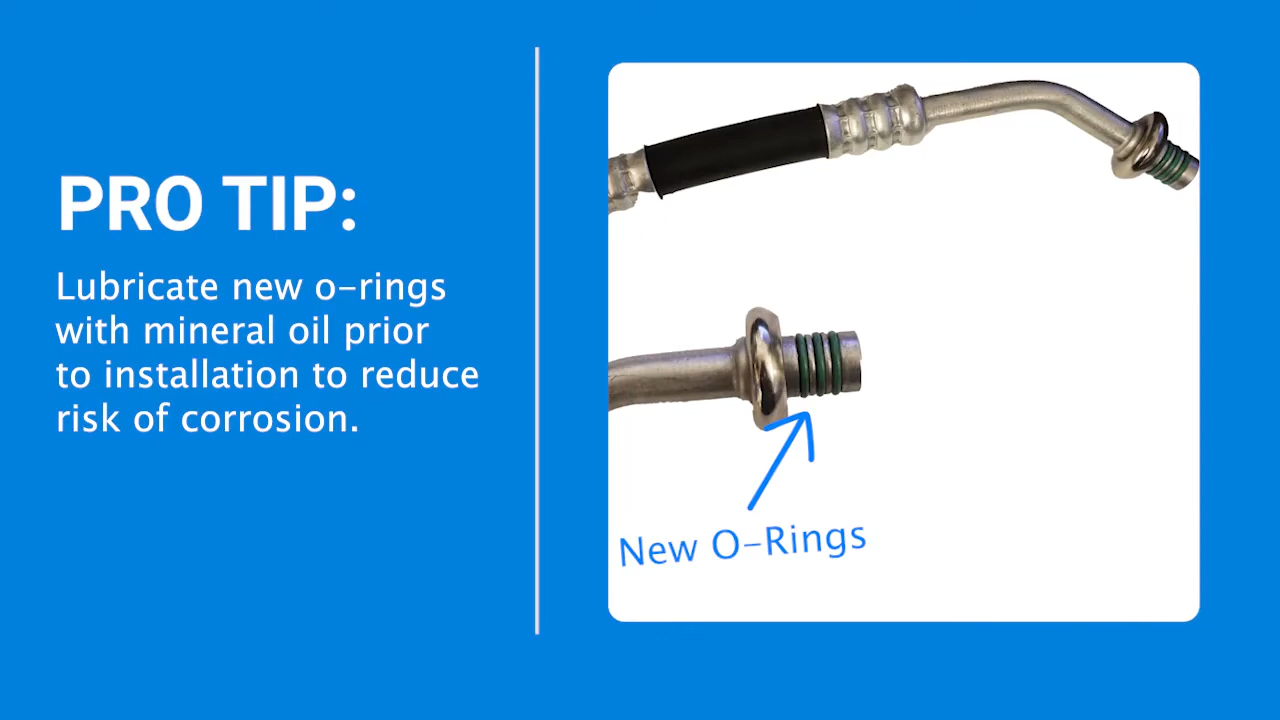 PRO TIP:
Lubricate new o-rings
with mineral oil prior
to installation to reduce
risk of corrosion.
New O-Rings